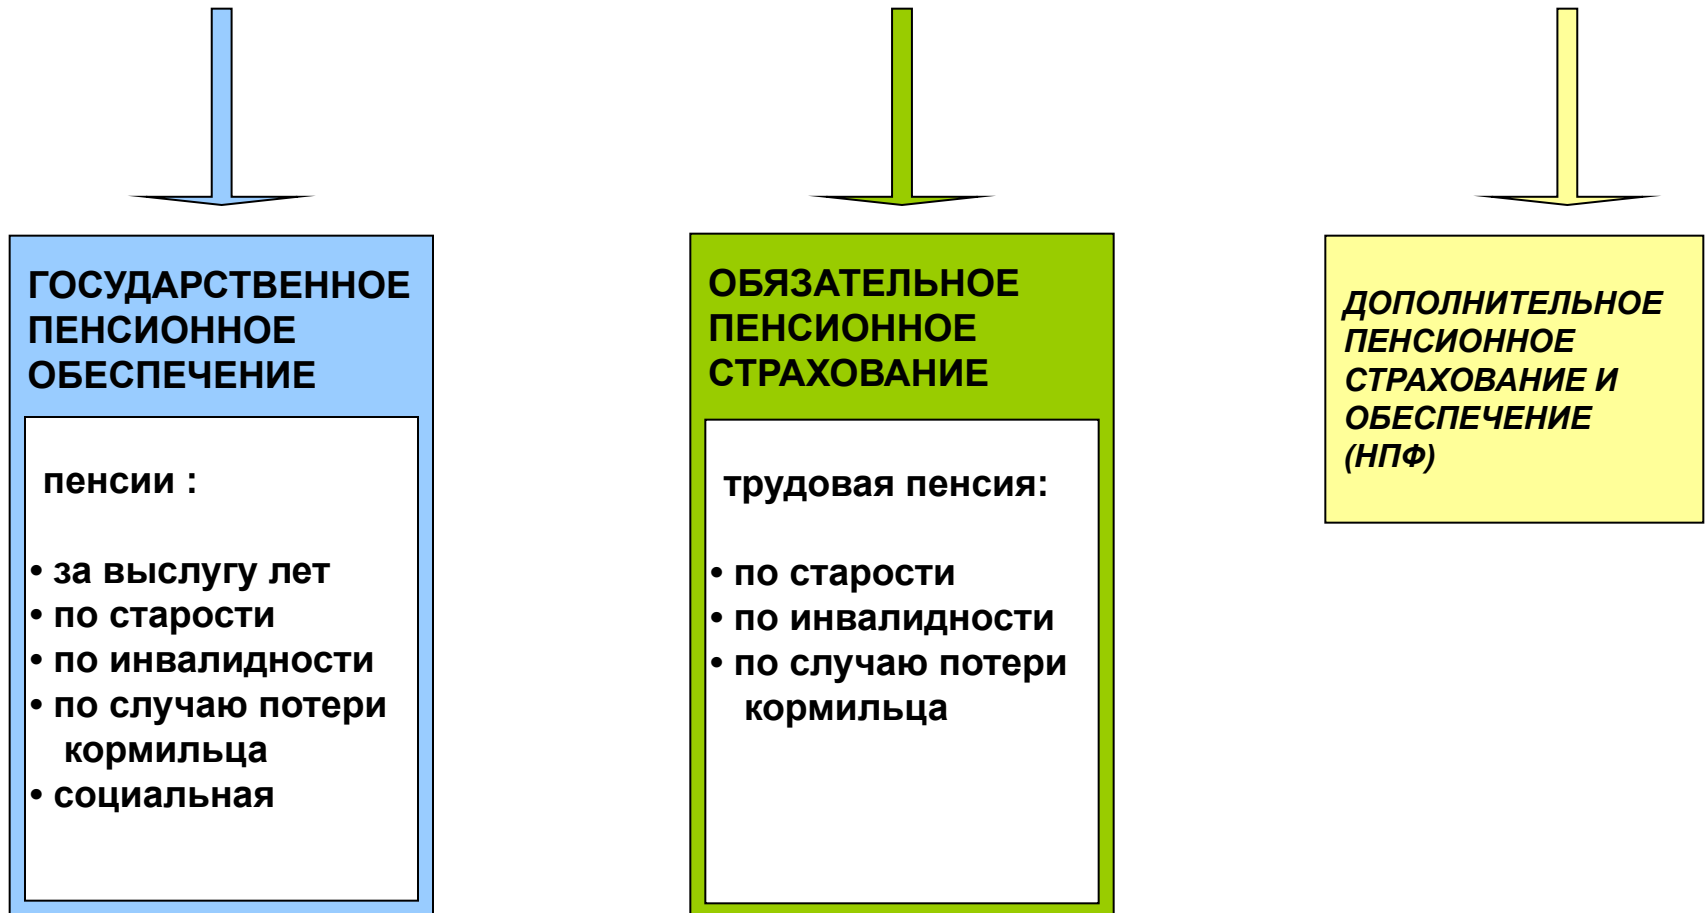 ГОСУДАРСТВЕННОЕ
ПЕНСИОННОЕ
ОБЕСПЕЧЕНИЕ
пенсии :
• за выслугу лет
• по старости
• по инвалидности
• по случаю потери
кормильца
• социальная
ОБЯЗАТЕЛЬНОЕ
ПЕНСИОННОЕ
СТРАХОВАНИЕ
трудовая пенсия:
• по старости
• по инвалидности
• по случаю потери
кормильца
ДОПОЛНИТЕЛЬНОЕ
ПЕНСИОННОЕ
СТРАХОВАНИЕ И
ОБЕСПЕЧЕНИЕ
(НПФ)